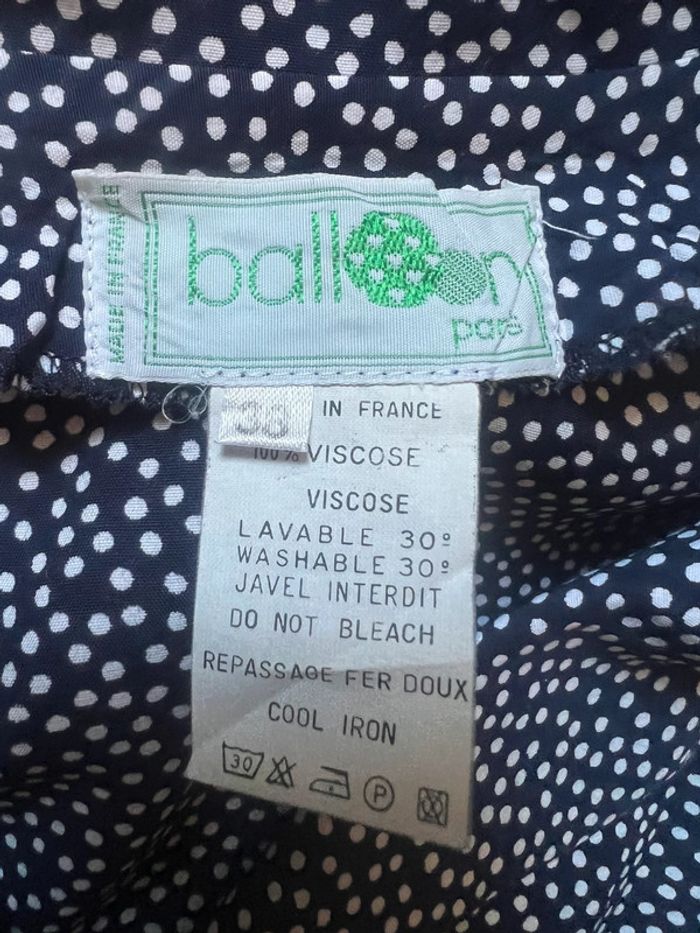 MADE IN FRANCE
balloon
paris
38
IN FRANCE
100% VISCOSE
VISCOSE
LAVABLE 30º
WASHABLE 30º
JAVEL INTERDIT
DO NOT BLEACH
REPASSAGE FER DOUX
COOL IRON
30 P